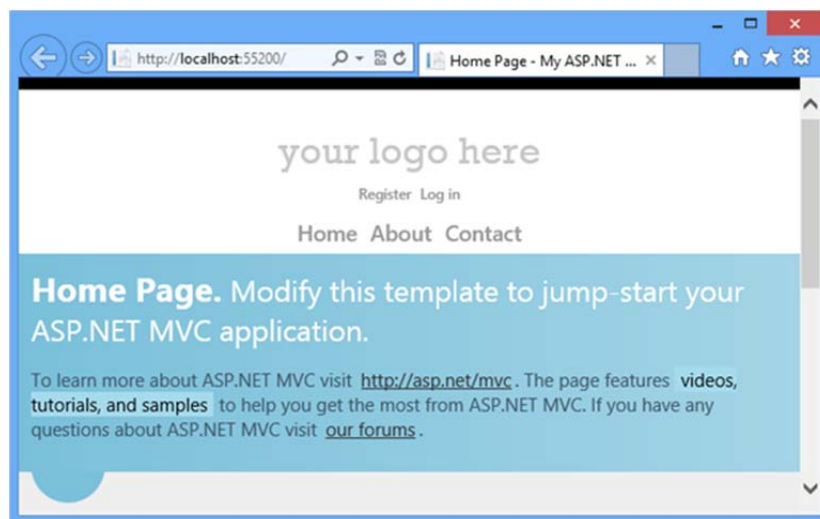 http://localhost:55200/
Home Page - My ASP.NET ...
your logo here
Register Log in
Home About Contact
Home Page. Modify this template to jump-start your
ASP.NET MVC application.
To learn more about ASP.NET MVC visit http://asp.net/mvc . The page features videos,
tutorials, and samples to help you get the most from ASP.NET MVC. If you have any
questions about ASP.NET MVC visit our forums .